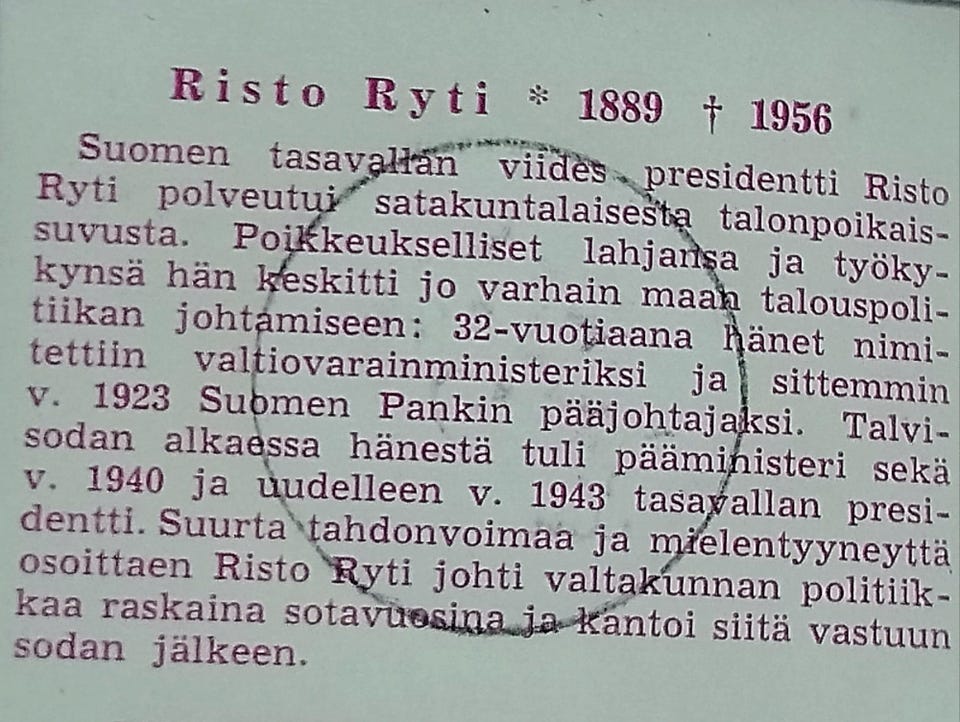 Risto Ryti * 1889 † 1956
Suomen tasavallan viides presidentti Risto
Ryti polveutui satakuntalaisesta talonpoikais-
suvusta. Poikkeukselliset lahjansa ja työky-
kynsä hän keskitti jo varhain maan talouspoli-
tiikan johtamiseen: 32-vuotiaana hänet nimi-
tettiin valtiovarainministeriksi ja sittemmin
v. 1923 Suomen Pankin pääjohtajaksi. Talvi-
sodan alkaessa hänestä tuli pääministeri sekä
v. 1940 ja uudelleen v. 1943 tasavallan presi-
dentti. Suurta tahdonvoimaa ja mielentyyneyttä
osoittaen Risto Ryti johti valtakunnan politiik-
kaa raskaina sotavuosina ja kantoi siitä vastuun
sodan jälkeen.